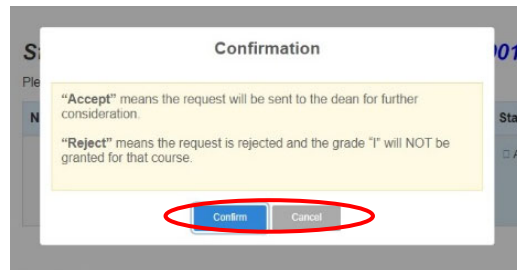 Confirmation
“Accept” means the request will be sent to the dean for further
consideration.
“Reject” means the request is rejected and the grade “I” will NOT be
granted for that course.
Confirm Cancel